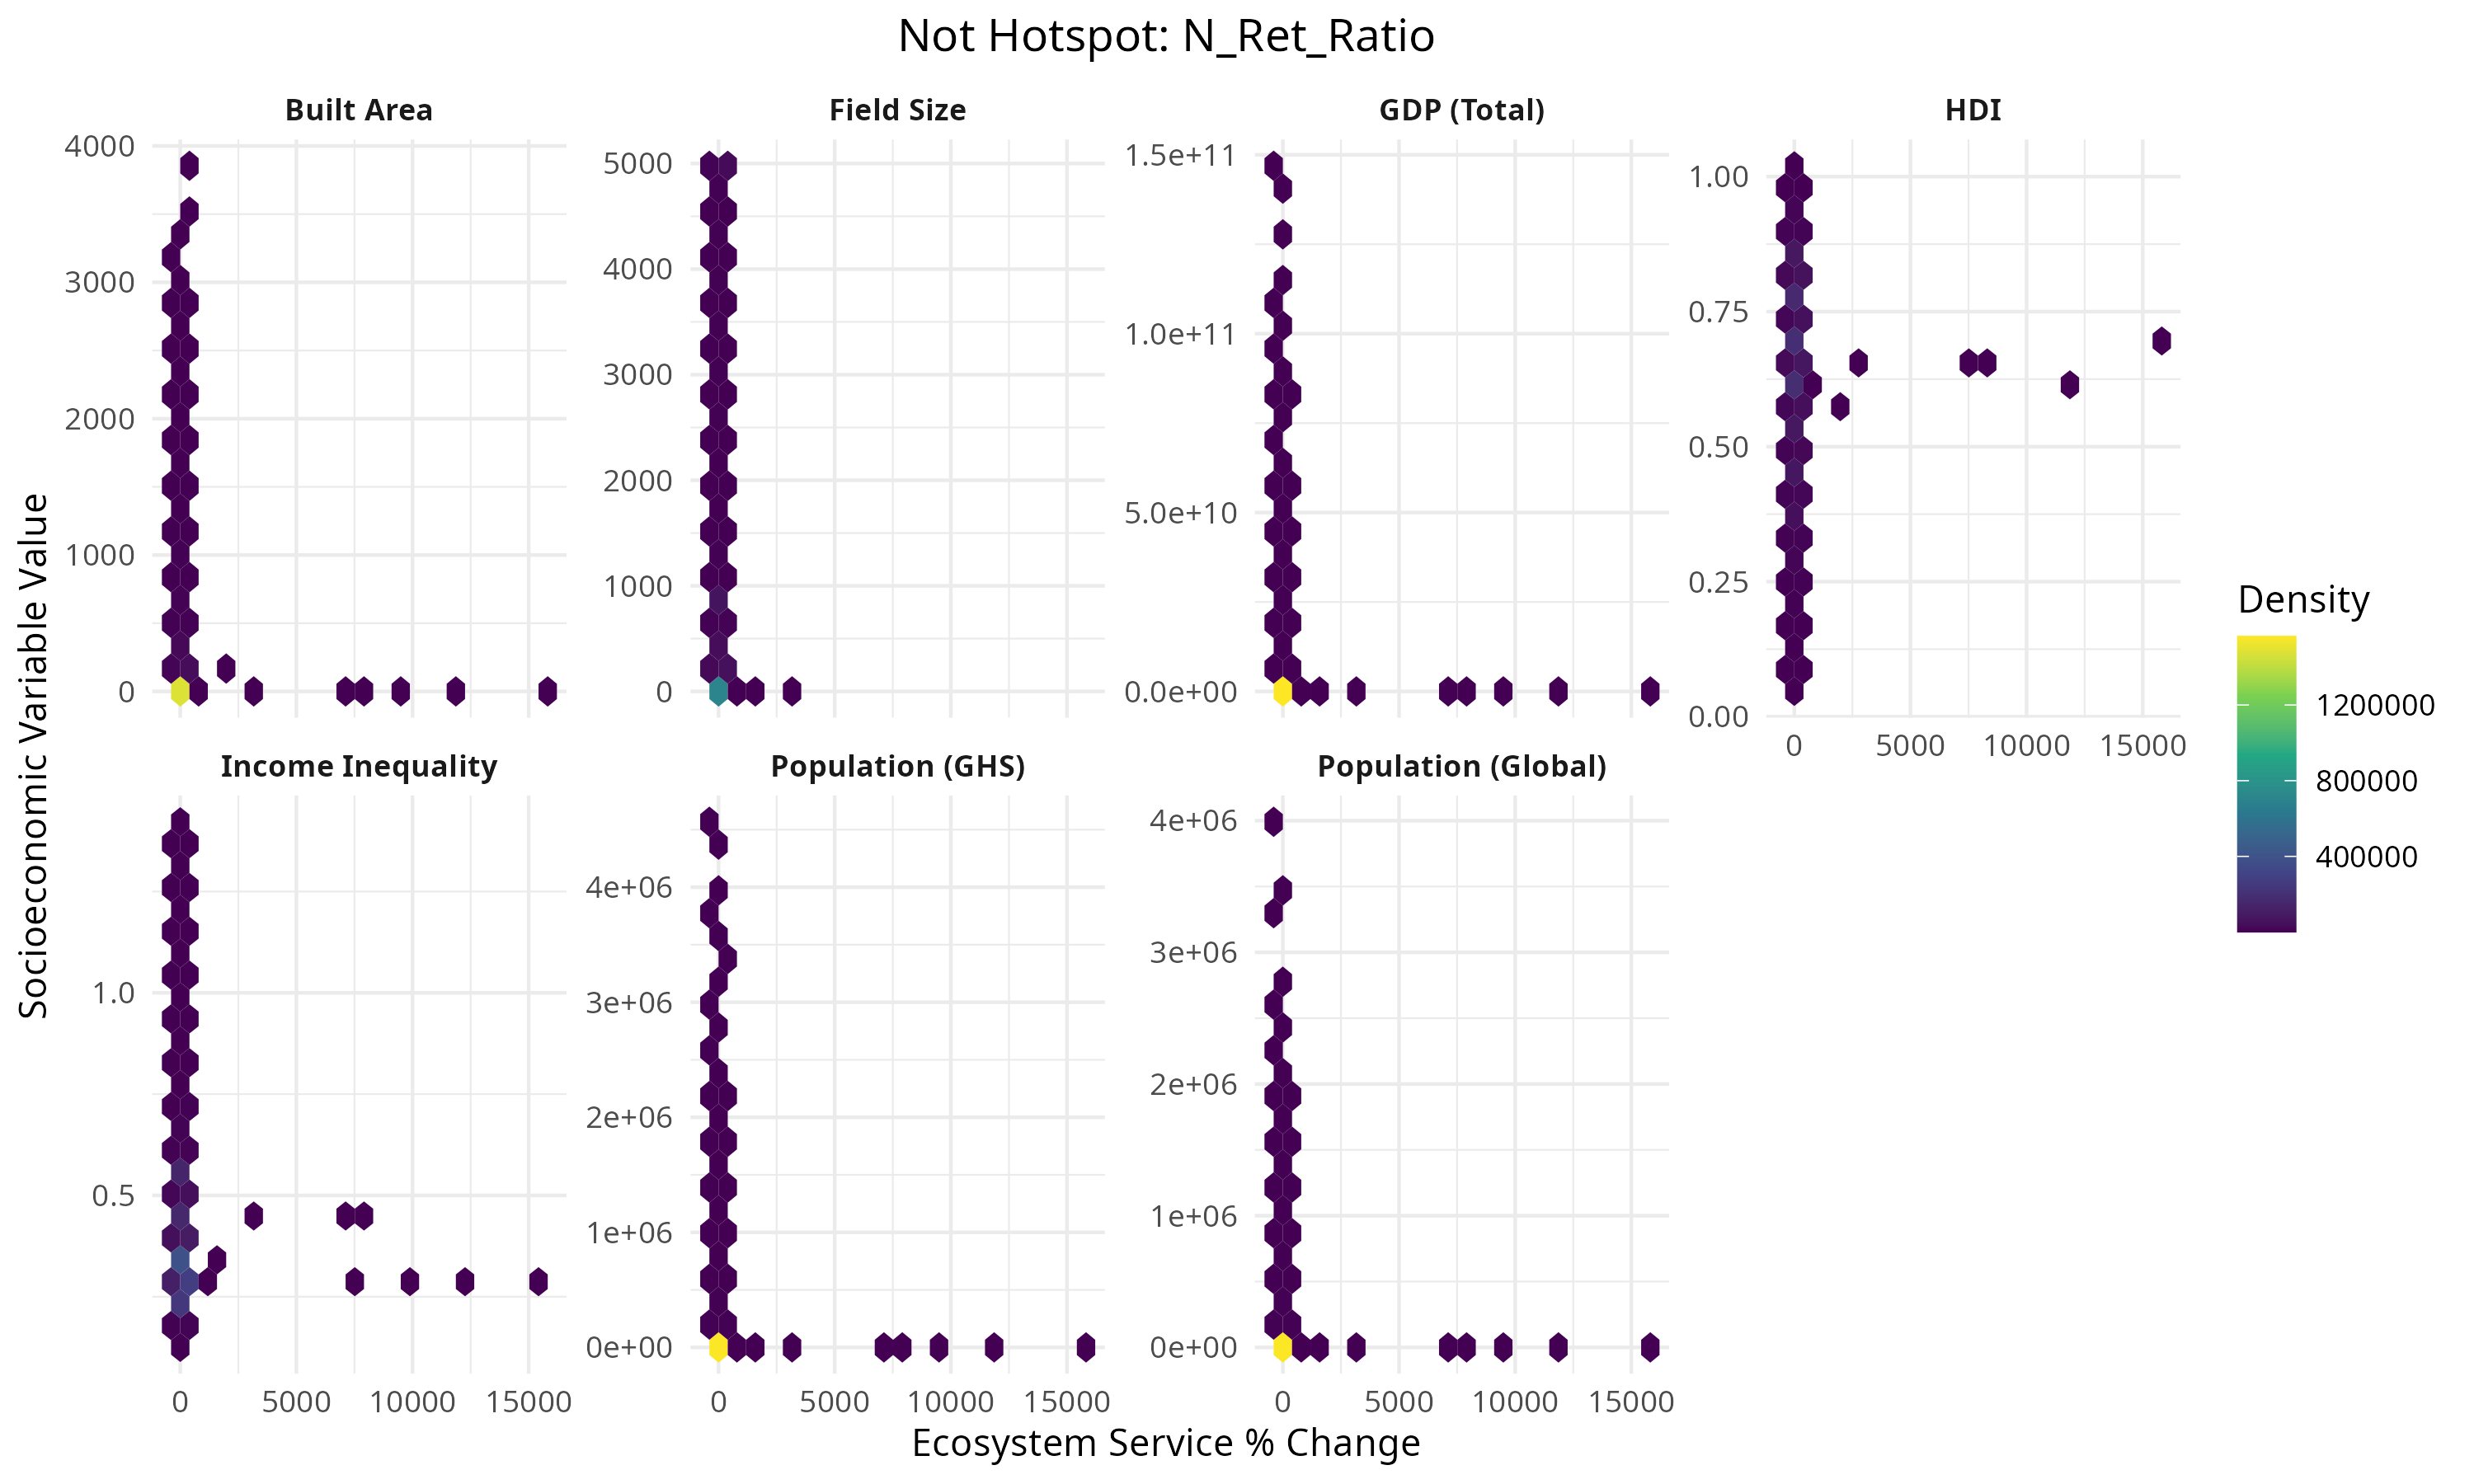 Not Hotspot: N_Ret_Ratio
Built Area
Field Size
GDP (Total)
HDI
4000
3000
2000
1000
0
5000
4000
3000
2000
1000
0
1.5e+11
1.0e+11
5.0e+10
0.0e+00
1.00
0.75
0.50
0.25
0.00
0 5000 10000 15000
Socioeconomic Variable Value
Income Inequality
Population (GHS)
Population (Global)
1.0
0.5
4e+06
3e+06
2e+06
1e+06
0e+00
4e+06
3e+06
2e+06
1e+06
0e+00
0 5000 10000 15000
0 5000 10000 15000
0 5000 10000 15000
Ecosystem Service % Change
Density
1200000
800000
400000